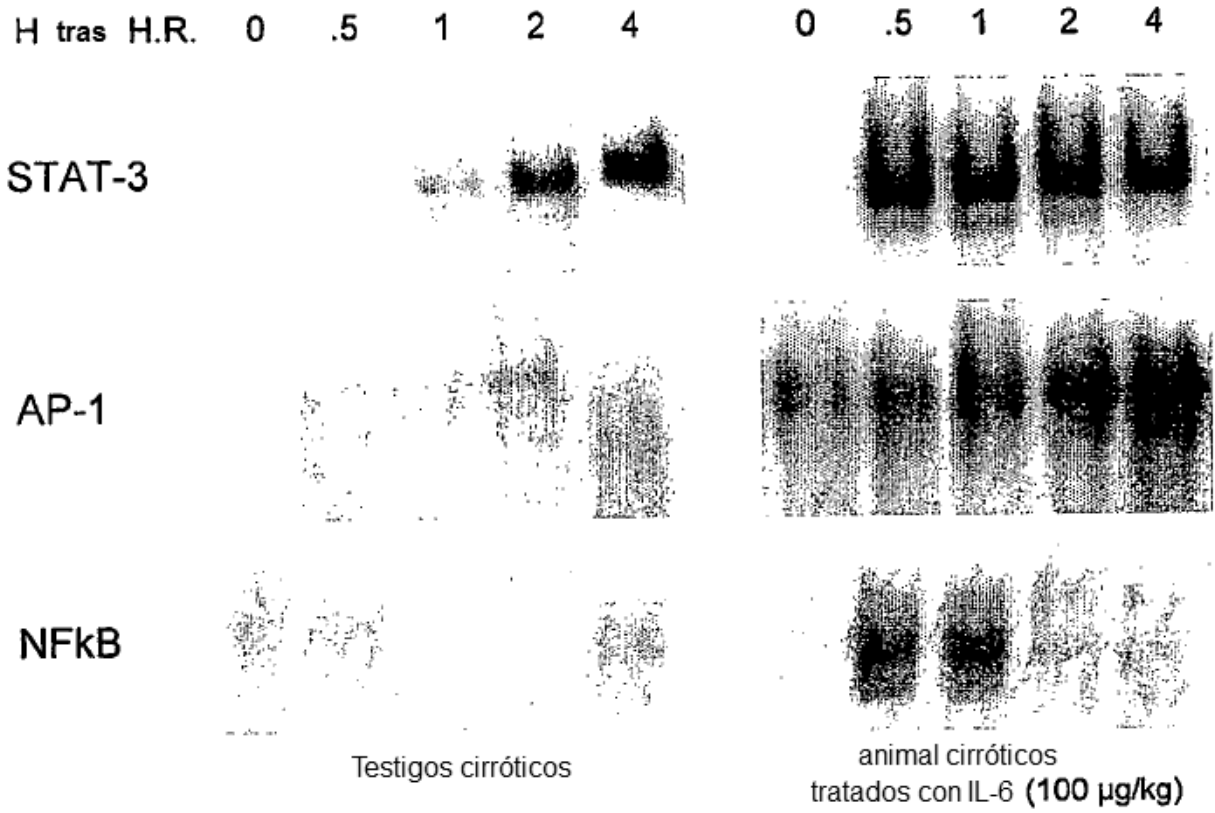 H tras H.R. 0 .5 1 2 4 0 .5 1 2 4
STAT-3
AP-1
NFkB
Testigos cirróticos
animal cirróticos
tratados con IL-6 (100 µg/kg)